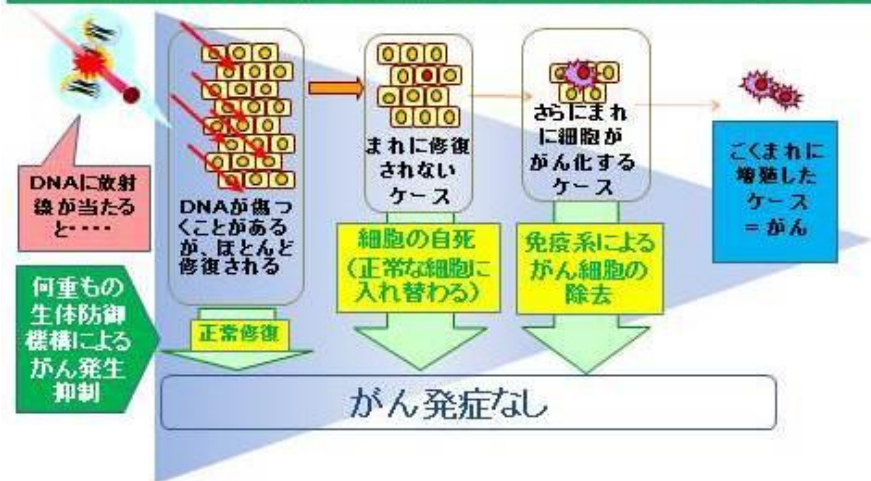 DNAに放射
線が当たる
と・・・・
DNAが傷つ
くことがある
が、ほとんど
修復される
まれに修復
されない
ケース
さらにまれ
に細胞が
がん化する
ケース
ごくまれに
増殖した
ケース
＝がん
何重もの
生体防御
機構による
がん発生
抑制
正常修復
細胞の自死
（正常な細胞に
入れ替わる）
免疫系による
がん細胞の
除去
がん発症なし